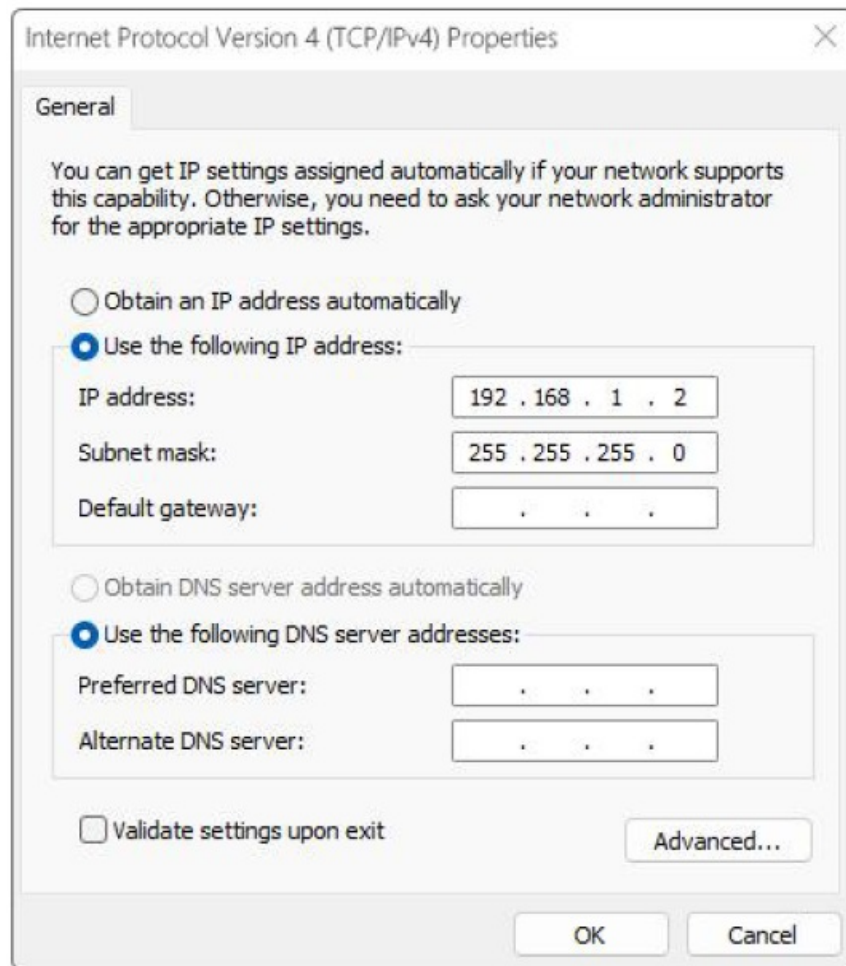 Internet Protocol Version 4 (TCP/IPv4) Properties
General
You can get IP settings assigned automatically if your network supports
this capability. Otherwise, you need to ask your network administrator
for the appropriate IP settings.
Obtain an IP address automatically
Use the following IP address:
IP address: 192 . 168 . 1 . 2
Subnet mask: 255 . 255 . 255 . 0
Default gateway: . . .
Obtain DNS server address automatically
Use the following DNS server addresses:
Preferred DNS server: . . .
Alternate DNS server: . . .
Validate settings upon exit
Advanced...
OK Cancel